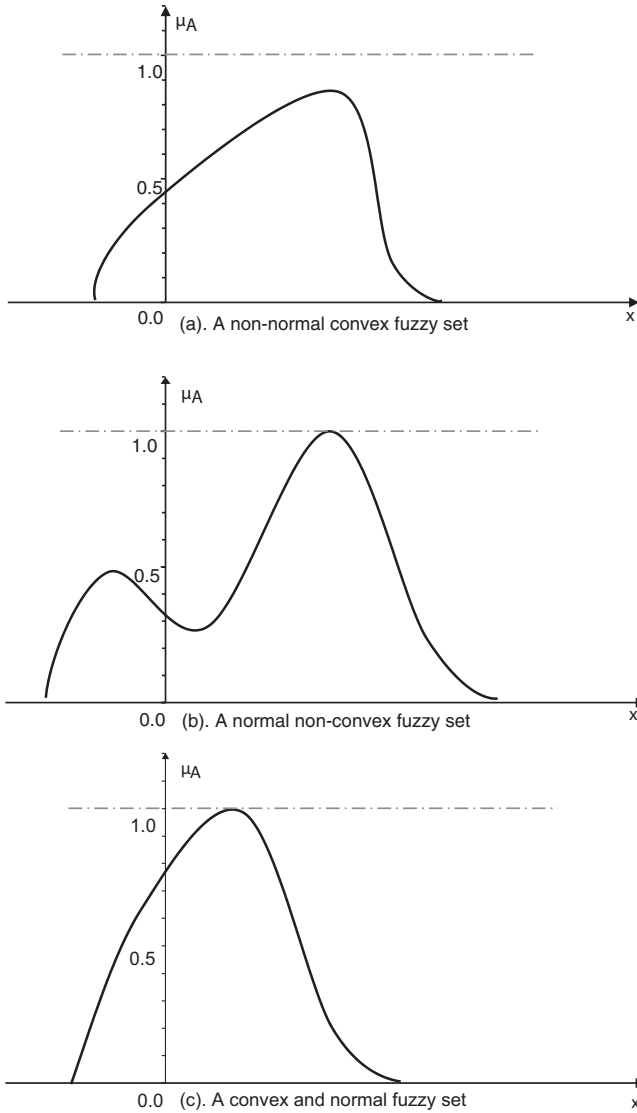 μA
1.0
0.5
0.0
x
(a). A non-normal convex fuzzy set
μA
1.0
0.5
0.0
x
(b). A normal non-convex fuzzy set
μA
1.0
0.5
0.0
x
(c). A convex and normal fuzzy set